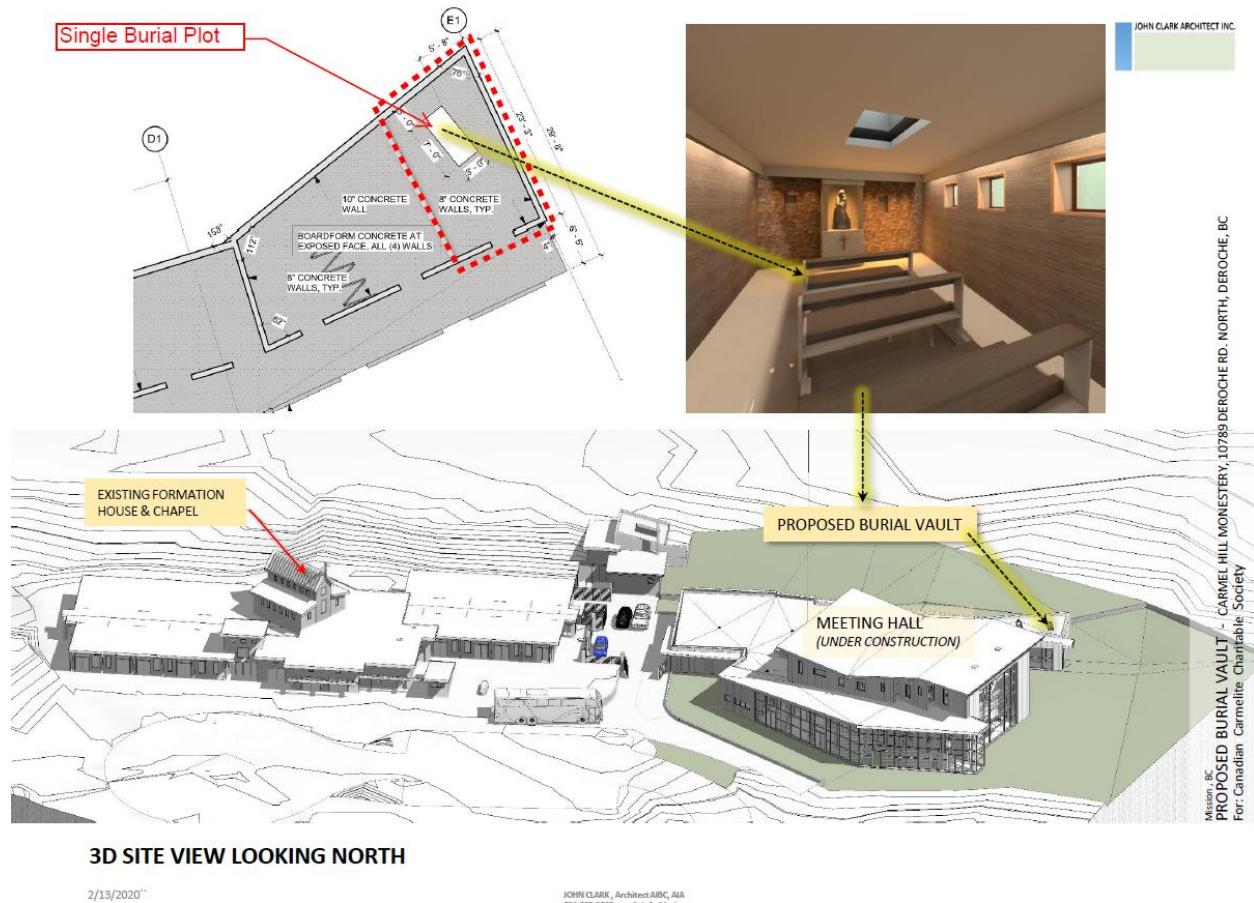 Single Burial Plot
E1
D1
5' - 8"
76°
23' - 3"
29' - 8"
7' - 0"
3' - 0"
10" CONCRETE
WALL
8" CONCRETE
WALLS, TYP.
BOARDFORM CONCRETE AT
EXPOSED FACE, ALL (4) WALLS
8" CONCRETE
WALLS, TYP.
153°
112°
82°
6' - 5"
JOHN CLARK ARCHITECT INC.
EXISTING FORMATION
HOUSE & CHAPEL
PROPOSED BURIAL VAULT
MEETING HALL
(UNDER CONSTRUCTION)
Mission , BC
PROPOSED BURIAL VAULT - CARMEL HILL MONESTERY, 10789 DEROCHE RD. NORTH, DEROCHE, BC
For: Canadian Carmelite Charitable Society
3D SITE VIEW LOOKING NORTH
2/13/2020``
JOHN CLARK , Architect AIBC, AIA